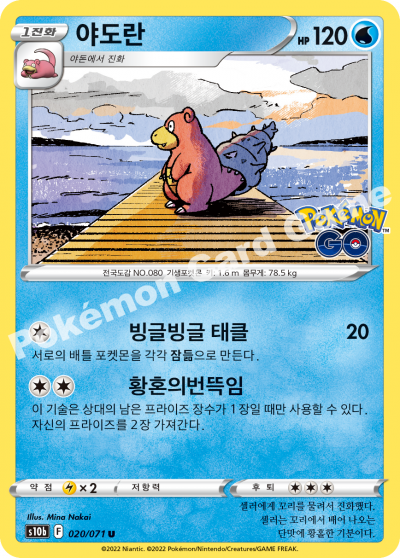 1진화
야도란
HP 120
야돈에서 진화
Pokémon
GO
전국도감 NO.080 기생포켓몬 키: 1.6 m 몸무게: 78.5 kg
Pokémon Card Game
빙글빙글 태클 20
서로의 배틀 포켓몬을 각각 잠듦으로 만든다.
황혼의번뜩임
이 기술은 상대의 남은 프라이즈 장수가 1장일 때만 사용할 수 있다.
자신의 프라이즈를 2장 가져간다.
약점 ×2 저항력 후퇴
Illus. Mina Nakai
s10b F 020/071 U
셀러에게 꼬리를 물려서 진화했다.
셀러는 꼬리에서 배어 나오는
단맛에 황홀한 기분이다.
©2022 Niantic. ©2022 Pokémon/Nintendo/Creatures/GAME FREAK.